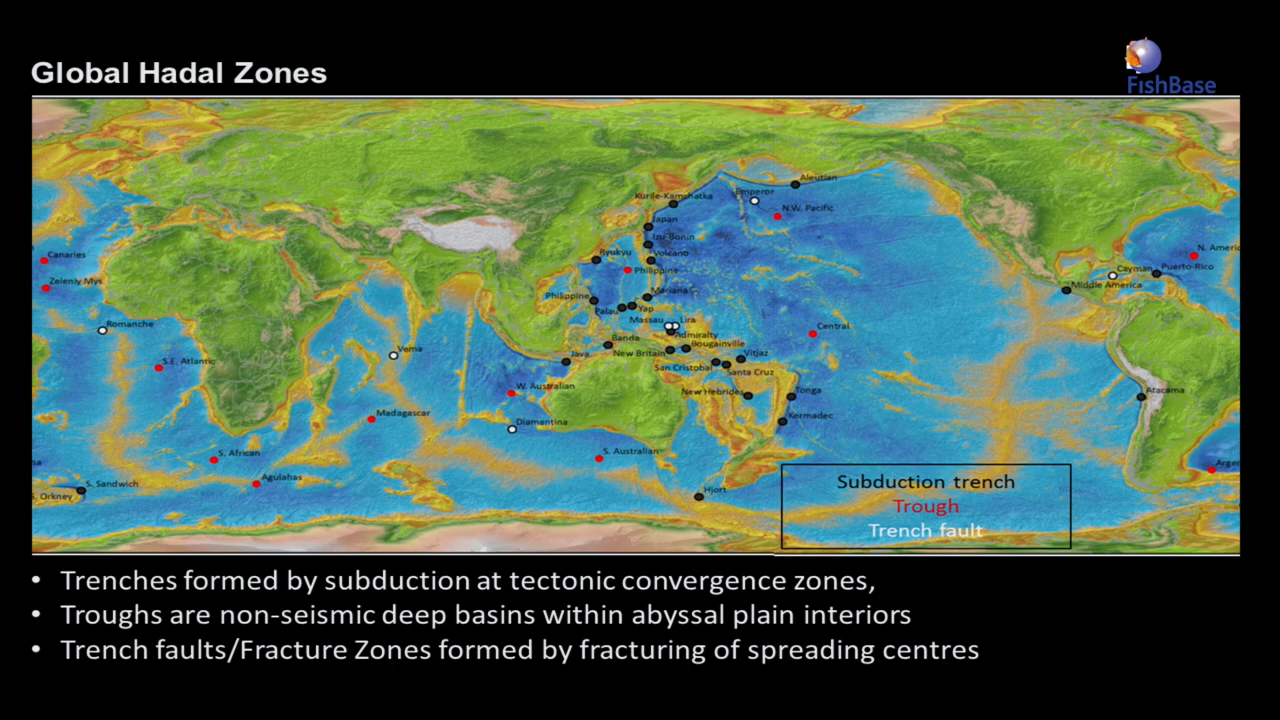 Global Hadal Zones
FishBase
Aleutian
Emperor
Kurile-Kamchatka
N.W. Pacific
Japan
Izu-Bonin
N. Americ
Ryukyu
Volcano
Canaries
Philippine
Cayman
Puerto-Rico
Zeleniy Mys
Middle America
Mariana
Philippine
Palau
Yap
Massau
Lira
Romanche
Central
Admiralty
Banda
Bougainville
Vema
New Britain
Java
Vitjaz
S.E. Atlantic
San Cristobal
Santa Cruz
W. Australian
New Hebrides
Tonga
Atacama
Madagascar
Kermadec
Diamantina
S. African
S. Australian
na
Argen
Agulahas
S. Sandwich
S. Orkney
Hjort
Subduction trench
Trough
Trench fault
• Trenches formed by subduction at tectonic convergence zones,
• Troughs are non-seismic deep basins within abyssal plain interiors
• Trench faults/Fracture Zones formed by fracturing of spreading centres